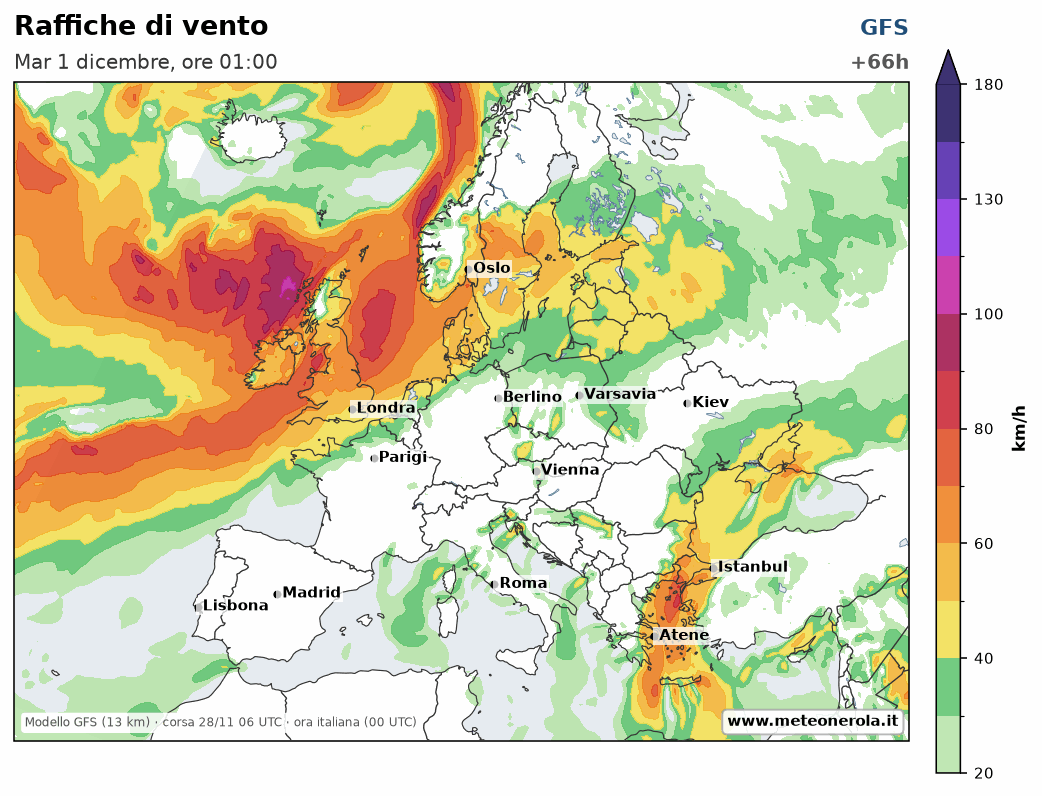 Raffiche di vento
GFS
Mar 1 dicembre, ore 01:00
+66h
180
130
100
80
60
40
20
km/h
Oslo
Londra
Berlino
Varsavia
Kiev
Parigi
Vienna
Istanbul
Roma
Madrid
Lisbona
Atene
Modello GFS (13 km) · corsa 28/11 06 UTC · ora italiana (00 UTC)
www.meteonerola.it